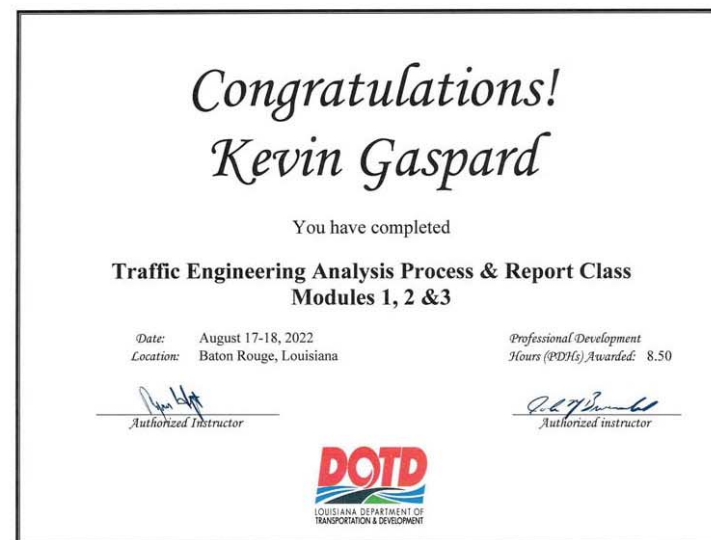 Congratulations!
Kevin Gaspard
You have completed
Traffic Engineering Analysis Process & Report Class
Modules 1, 2 &3
Date: August 17-18, 2022
Location: Baton Rouge, Louisiana
Professional Development
Hours (PDHs) Awarded: 8.50
Authorized Instructor
Authorized instructor
DOTD
LOUISIANA DEPARTMENT OF
TRANSPORTATION & DEVELOPMENT